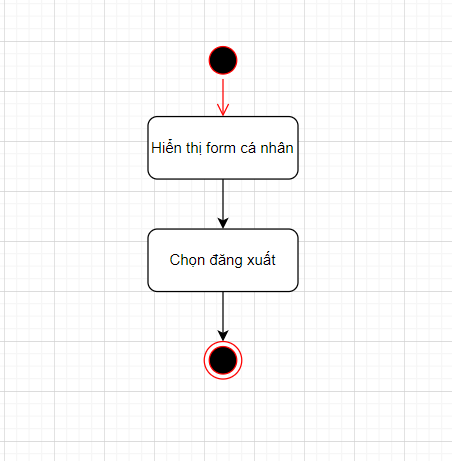 Hiển thị form cá nhân
Chọn đăng xuất